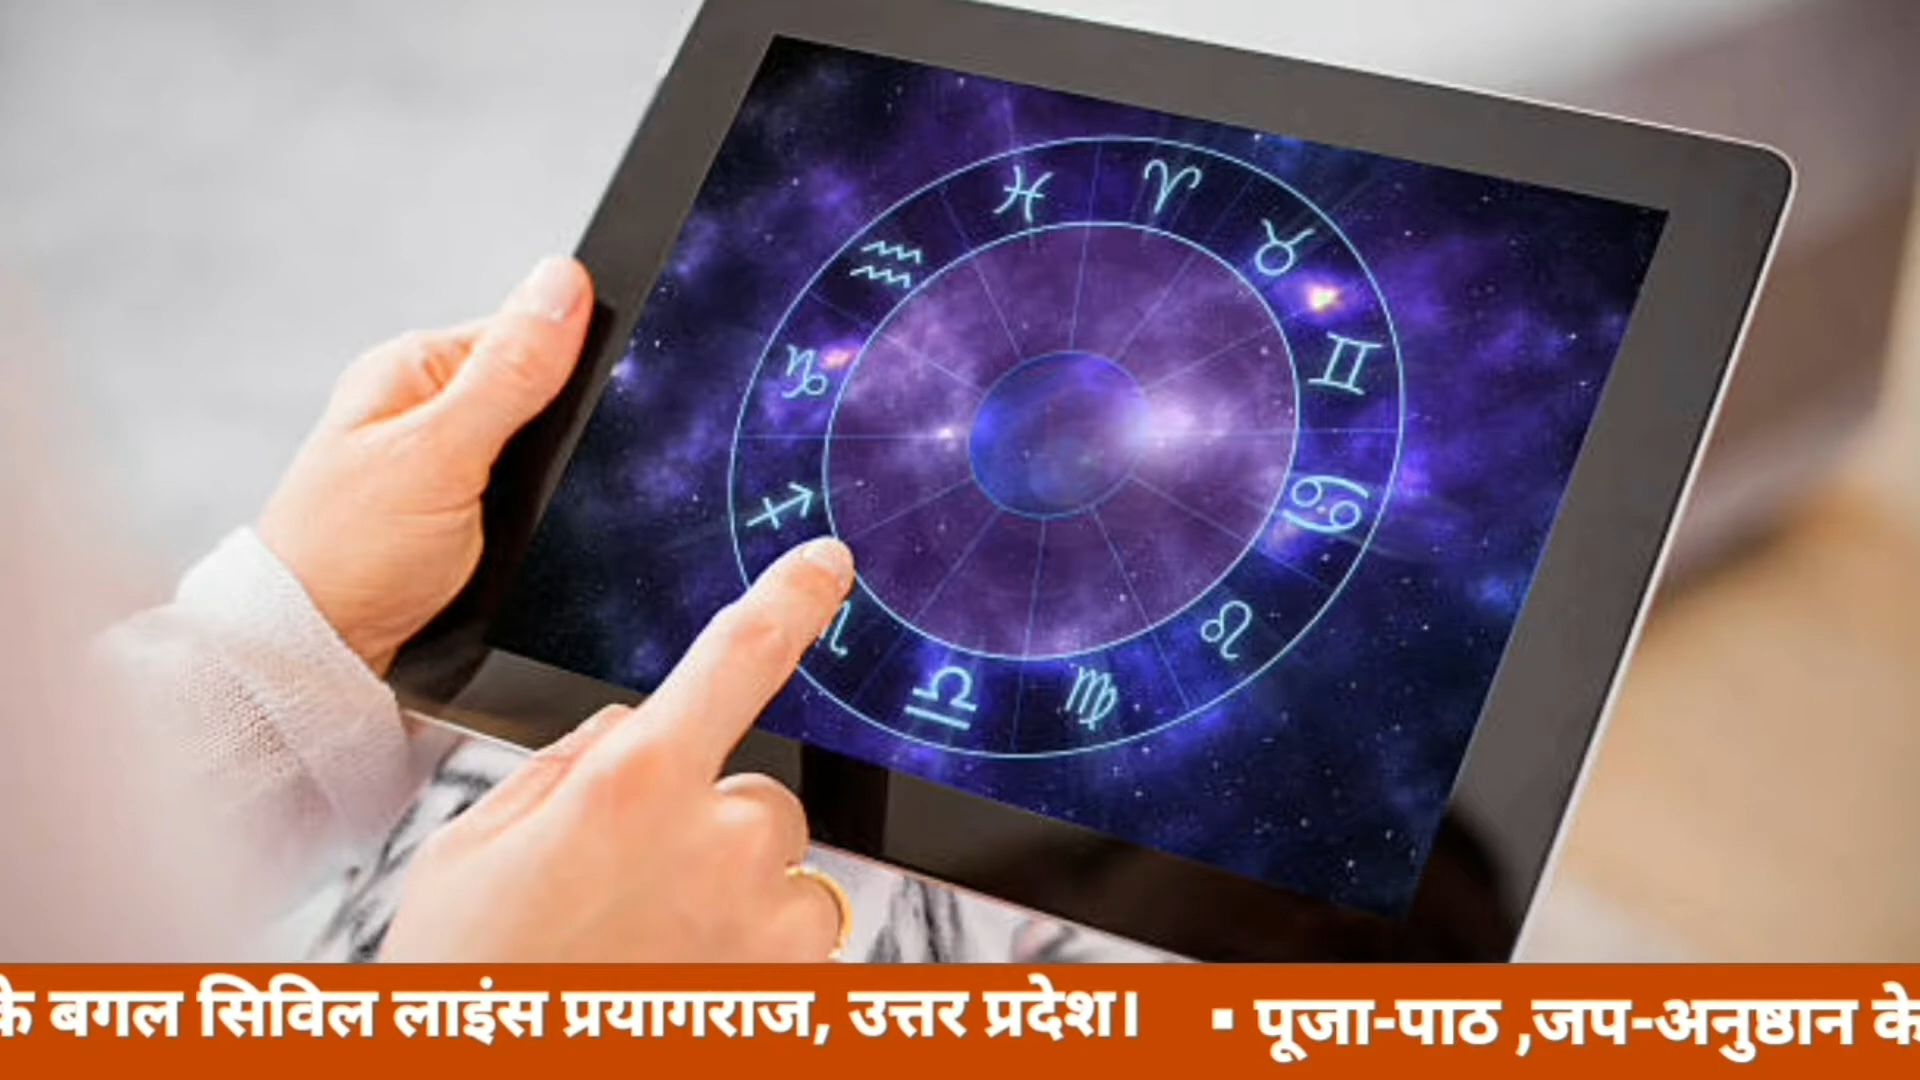 के बगल सिविल लाइंस प्रयागराज, उत्तर प्रदेश। ▪ पूजा-पाठ ,जप-अनुष्ठान के